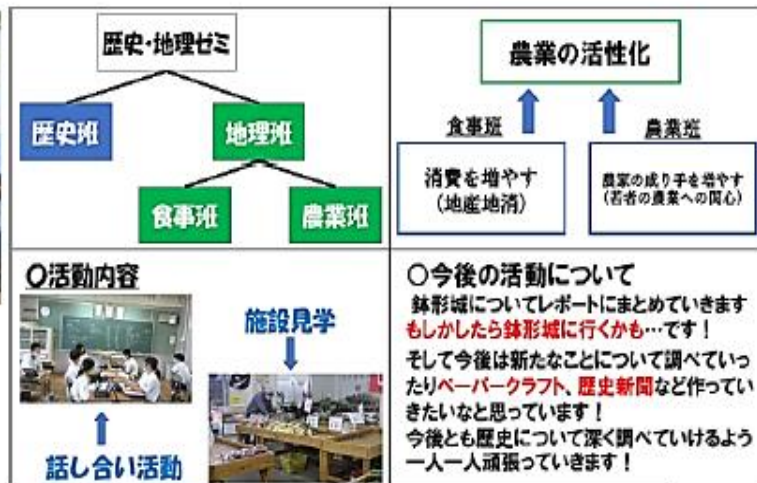 歴史・地理ゼミ
歴史班
地理班
食事班
農業班
農業の活性化
食事班
農業班
消費を増やす
(地産地消)
農家の成り手を増やす
(若者の農業への関心)
〇活動内容
施設見学
話し合い活動
〇今後の活動について
鉢形城についてレポートにまとめていきます
もしかしたら鉢形城に行くかも…です！
そして今後は新たなことについて調べていっ
たりペーパークラフト、歴史新聞など作ってい
きたいなと思っています！
今後とも歴史について深く調べていけるよう
一人一人頑張っていきます！